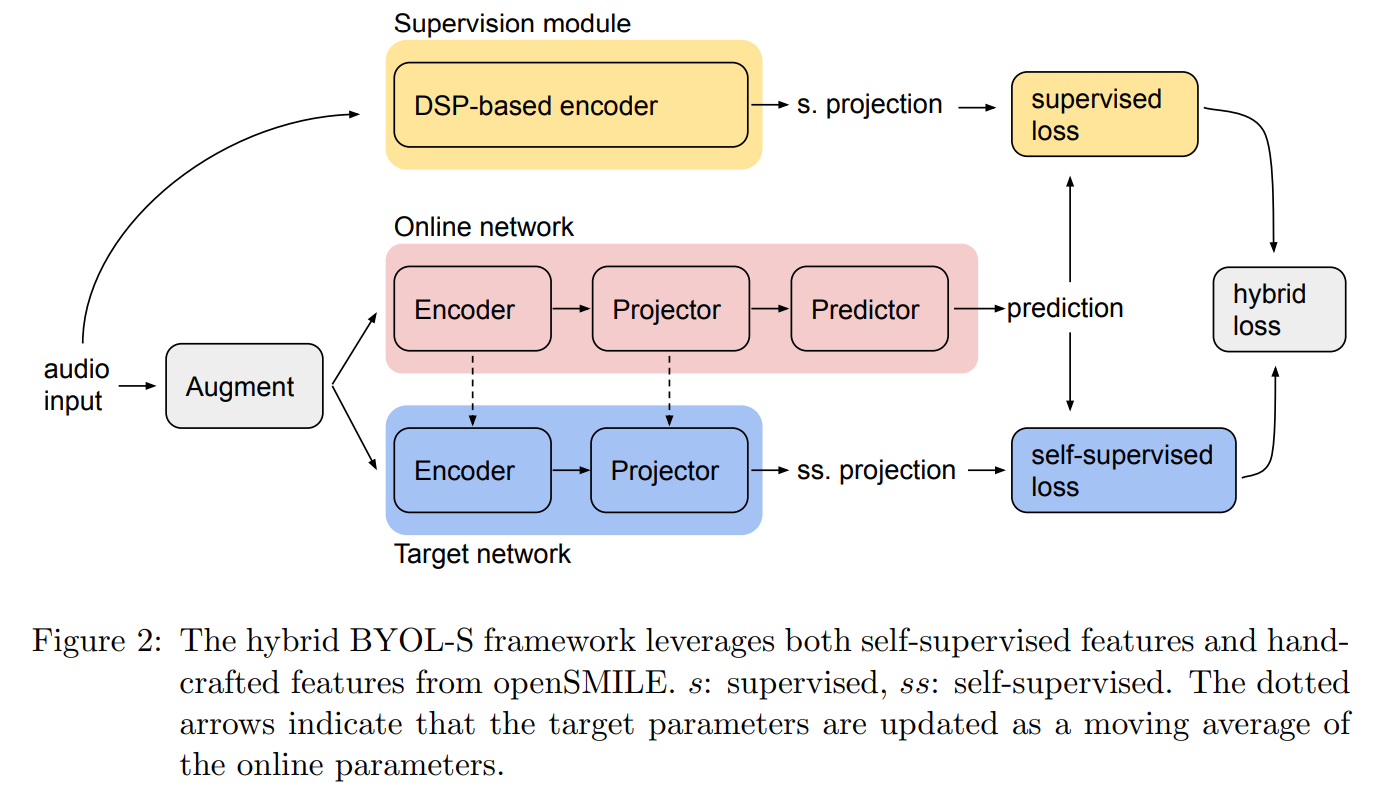 Supervision module
DSP-based encoder
s. projection
supervised
loss
Online network
Encoder
Projector
Predictor
prediction
hybrid
loss
audio
input
Augment
Encoder
Projector
ss. projection
self-supervised
loss
Target network
Figure 2: The hybrid BYOL-S framework leverages both self-supervised features and hand-
crafted features from openSMILE. s: supervised, ss: self-supervised. The dotted
arrows indicate that the target parameters are updated as a moving average of
the online parameters.